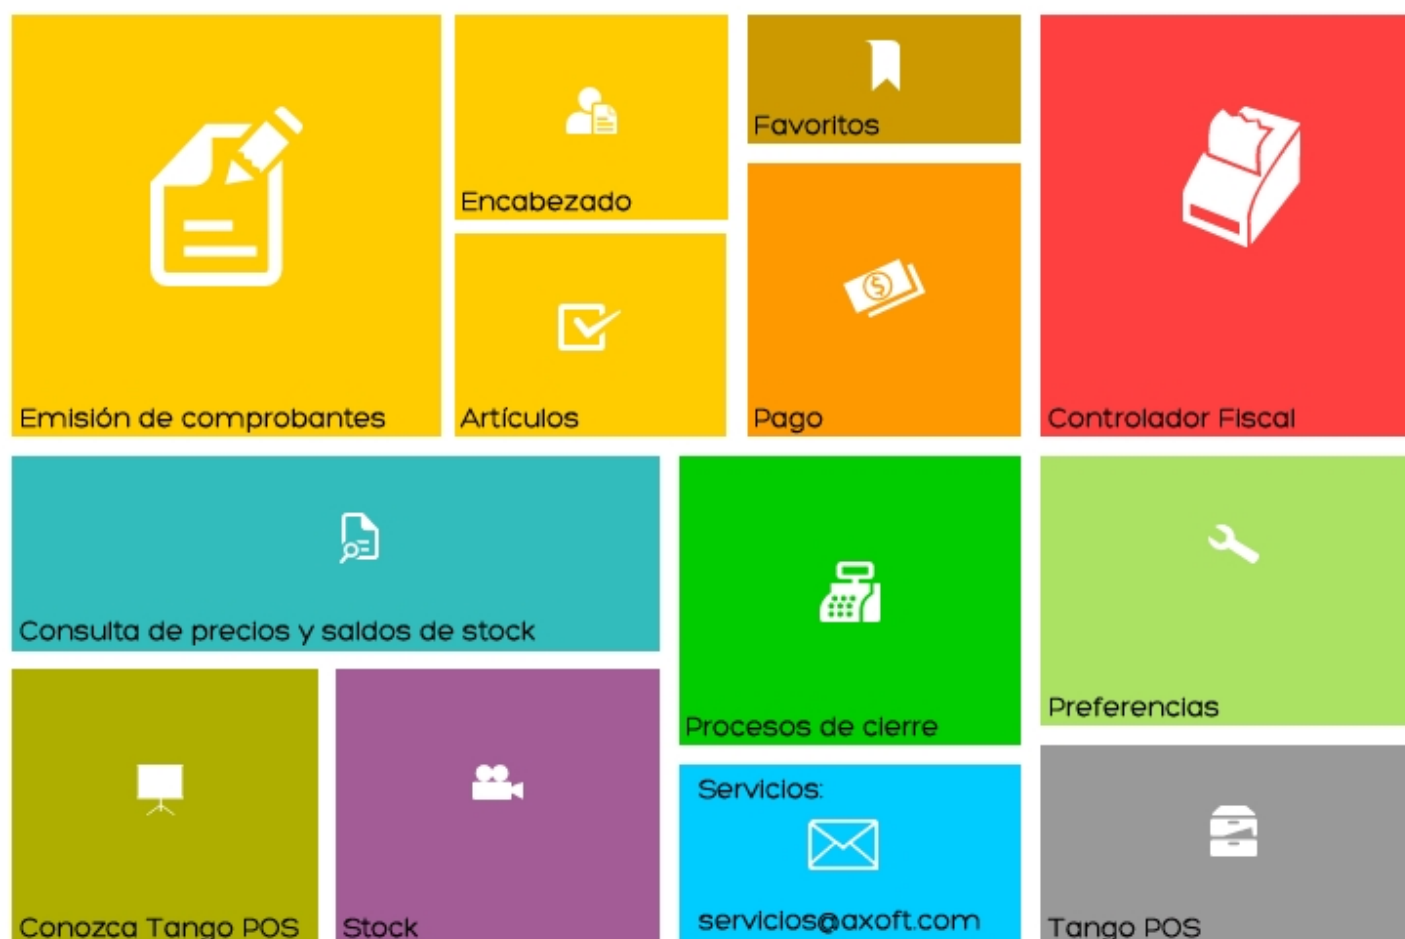 Emisión de comprobantes
Encabezado
Artículos
Favoritos
Pago
Controlador Fiscal
Consulta de precios y saldos de stock
Procesos de cierre
Preferencias
Conozca Tango POS
Stock
Servicios:
servicios@axoft.com
Tango POS